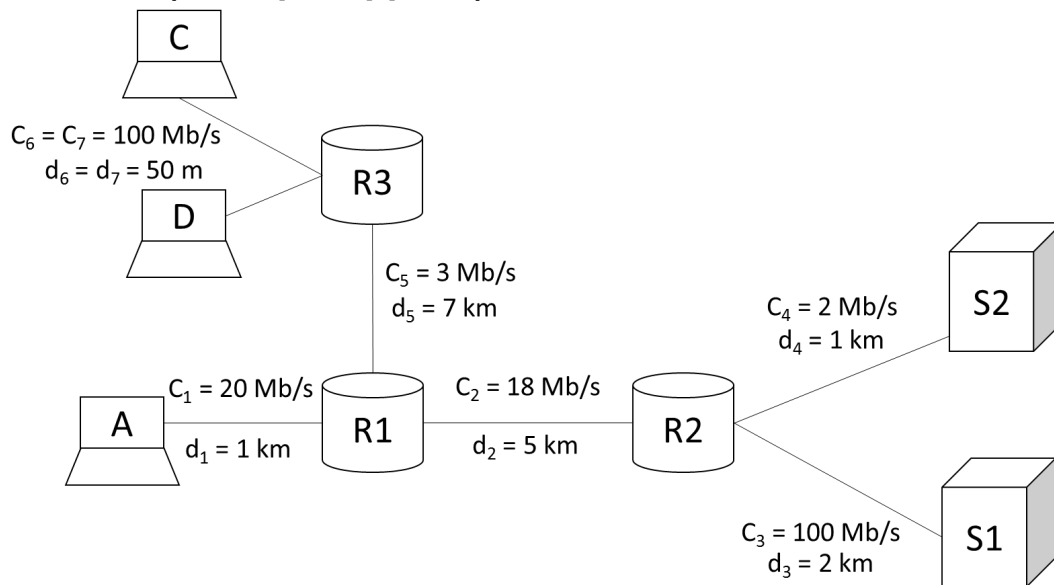 C
C₆ = C₇ = 100 Mb/s
d₆ = d₇ = 50 m
D
R3
C₅ = 3 Mb/s
d₅ = 7 km
C₄ = 2 Mb/s
d₄ = 1 km
S2
A
C₁ = 20 Mb/s
d₁ = 1 km
R1
C₂ = 18 Mb/s
d₂ = 5 km
R2
C₃ = 100 Mb/s
d₃ = 2 km
S1